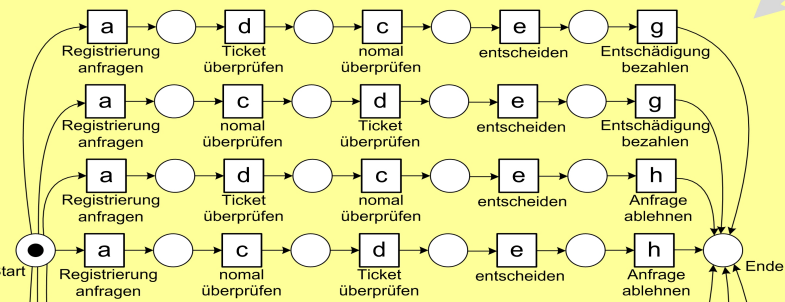 a d c e g
Registrierung Ticket nomal entscheiden Entschädigung
anfragen überprüfen überprüfen bezahlen
a c d e g
Registrierung nomal Ticket entscheiden Entschädigung
anfragen überprüfen überprüfen bezahlen
a d c e h
Registrierung Ticket nomal entscheiden Anfrage
anfragen überprüfen überprüfen ablehnen
a c d e h
tart Registrierung nomal Ticket entscheiden Anfrage Ende
anfragen überprüfen überprüfen ablehnen